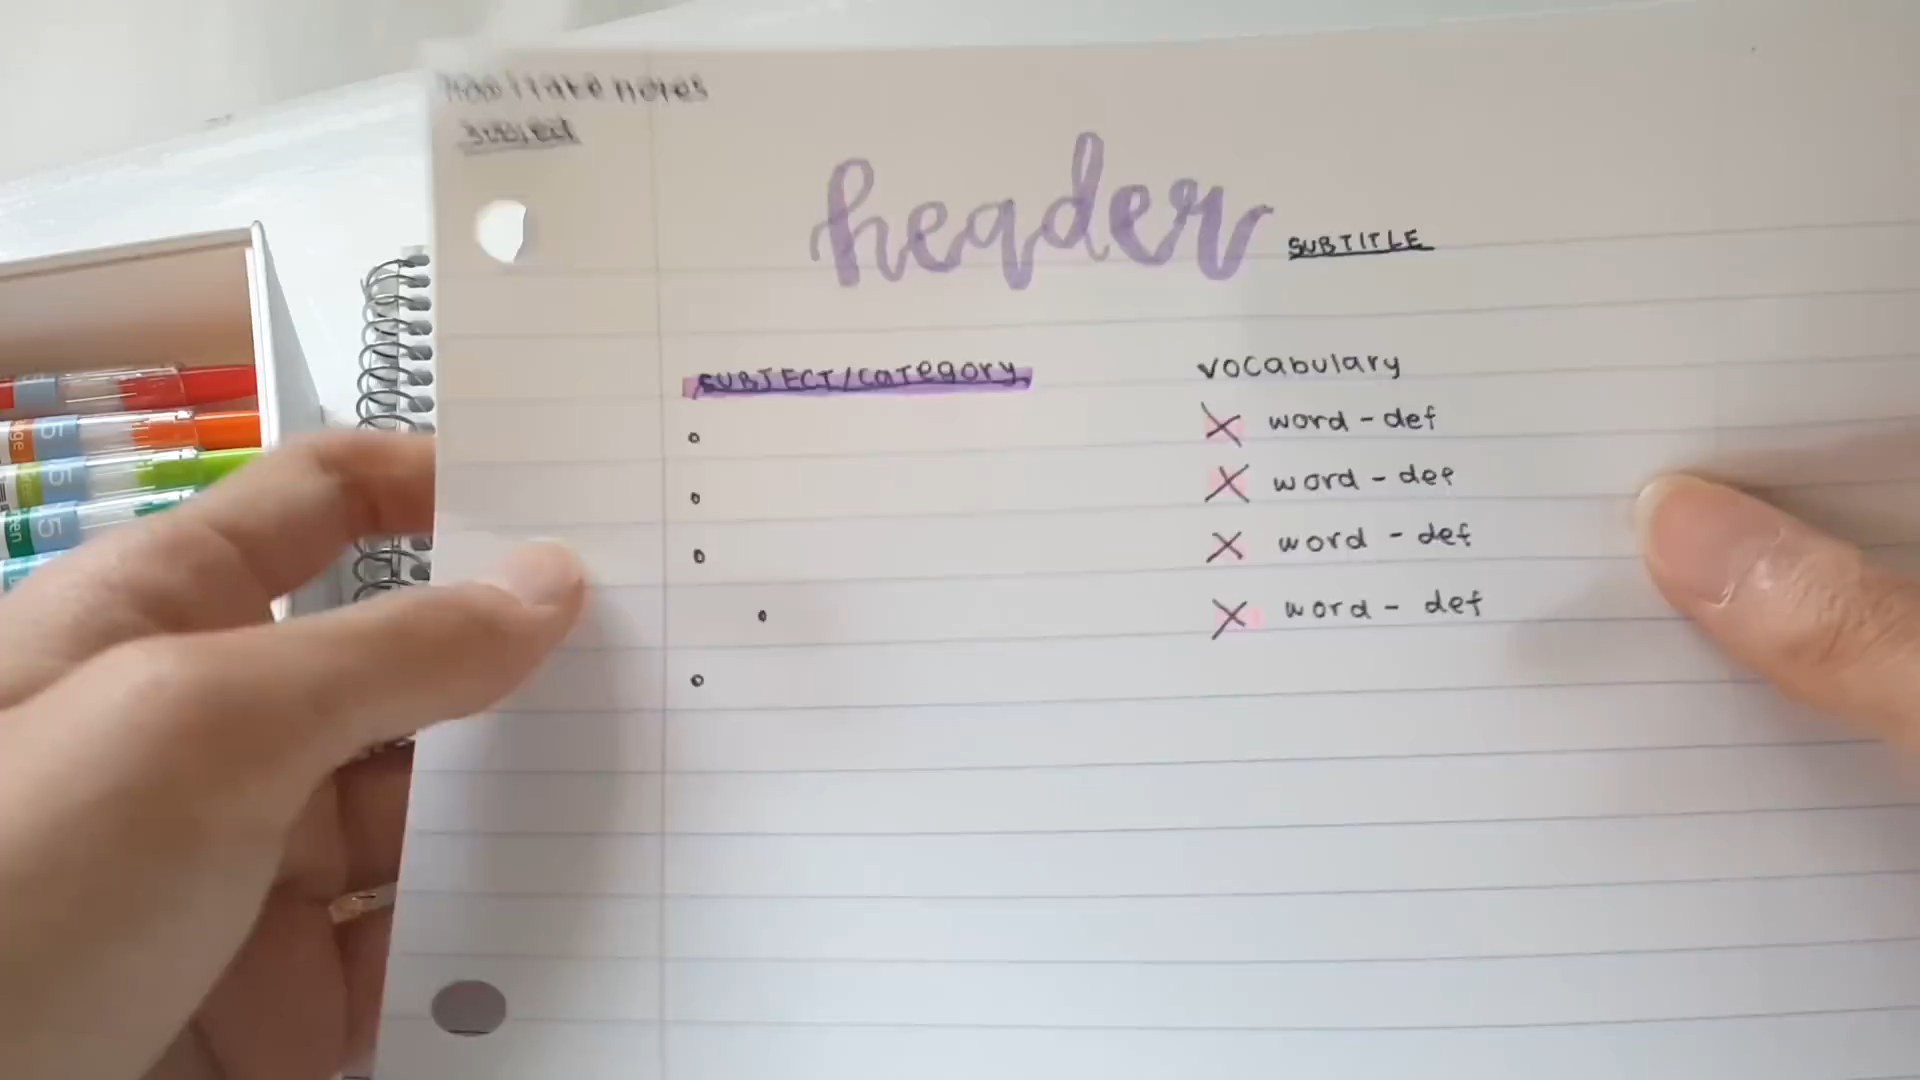 How I take notes
SUBJECT
header SUBTITLE
SUBJECT/CATEGORY
vocabulary
X word - def
X word - def
X word - def
X word - def